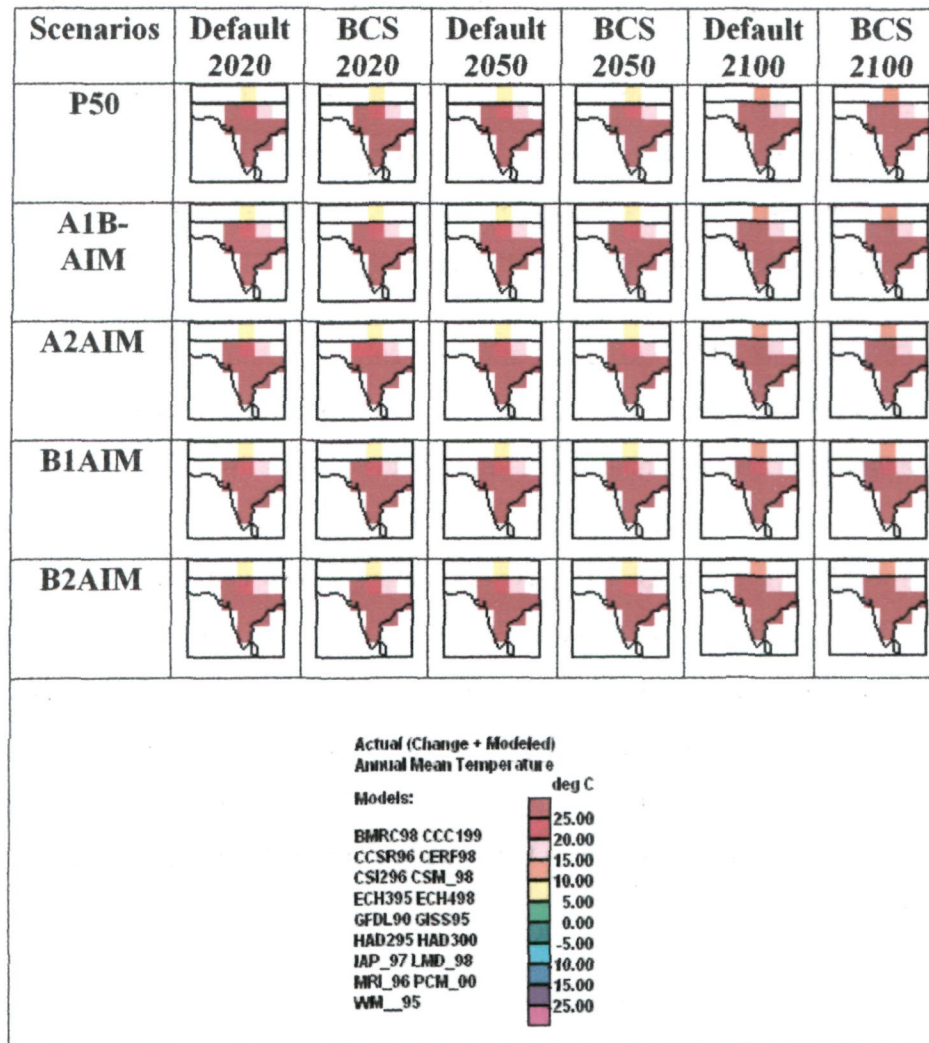 Scenarios Default 2020 BCS 2020 Default 2050 BCS 2050 Default 2100 BCS 2100
P50
A1B-
AIM
A2AIM
B1AIM
B2AIM
Actual (Change + Modeled)
Annual Mean Temperature
deg C
Models:
BMRC98 CCC199
CCSR96 CERF98
CSI296 CSM_98
ECH395 ECH498
GFDL90 GISS95
HAD295 HAD300
IAP_97 LMD_98
MRI_96 PCM_00
WM__95
25.00
20.00
15.00
10.00
5.00
0.00
-5.00
10.00
15.00
25.00